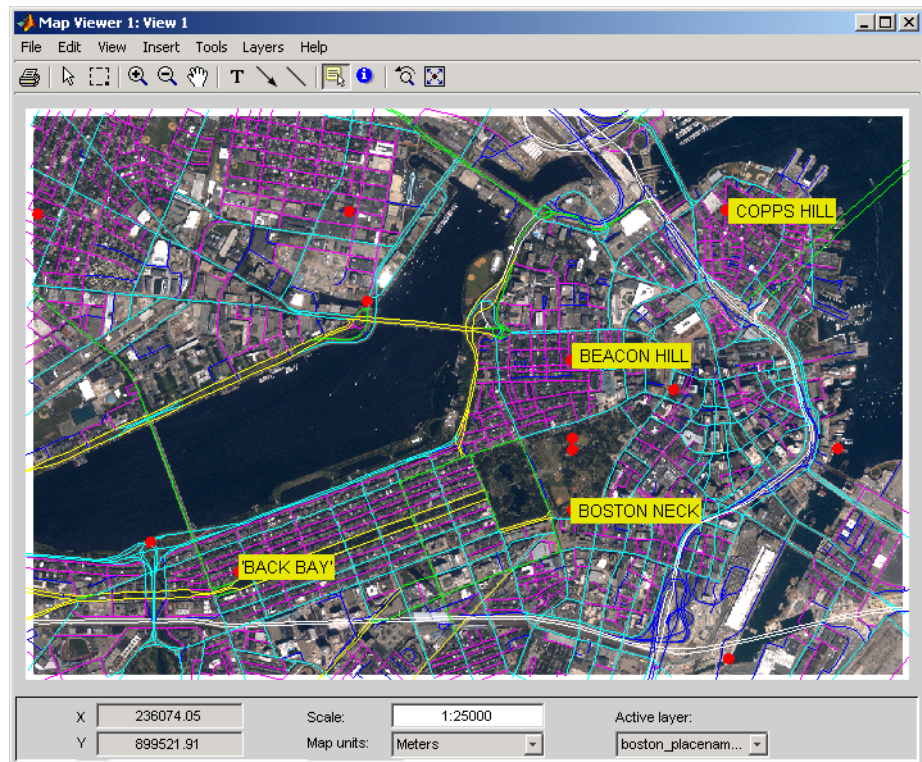 Map Viewer 1: View 1
File Edit View Insert Tools Layers Help
T
COPPS HILL
BEACON HILL
BOSTON NECK
'BACK BAY'
X 236074.05 Scale: 1:25000 Active layer:
Y 899521.91 Map units: Meters boston_placenam...